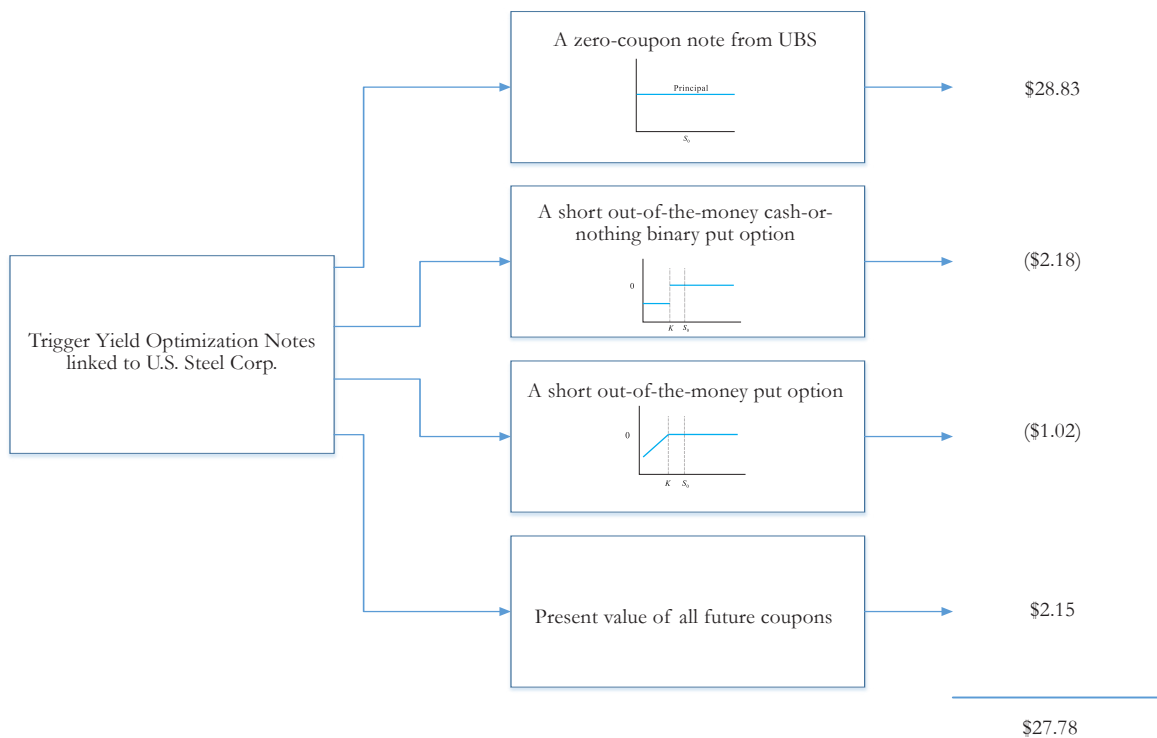 A zero-coupon note from UBS
Principal
S0
$28.83
A short out-of-the-money cash-or-
nothing binary put option
0
K
S0
($2.18)
Trigger Yield Optimization Notes
linked to U.S. Steel Corp.
A short out-of-the-money put option
0
K
S0
($1.02)
Present value of all future coupons
$2.15
$27.78